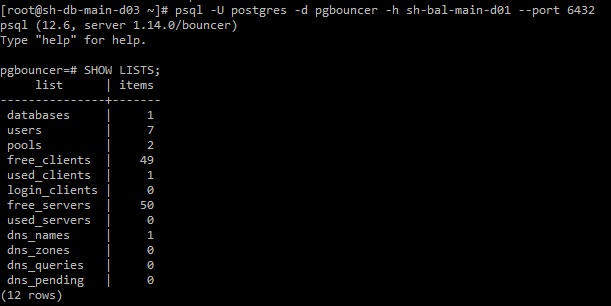 [root@sh-db-main-d03 ~]# psql -U postgres -d pgbouncer -h sh-bal-main-d01 --port 6432
psql (12.6, server 1.14.0/bouncer)
Type "help" for help.

pgbouncer=# SHOW LISTS;
     list      | items
---------------+-------
 databases     |     1
 users         |     7
 pools         |     2
 free_clients  |    49
 used_clients  |     1
 login_clients |     0
 free_servers  |    50
 used_servers  |     0
 dns_names     |     1
 dns_zones     |     0
 dns_queries   |     0
 dns_pending   |     0
(12 rows)